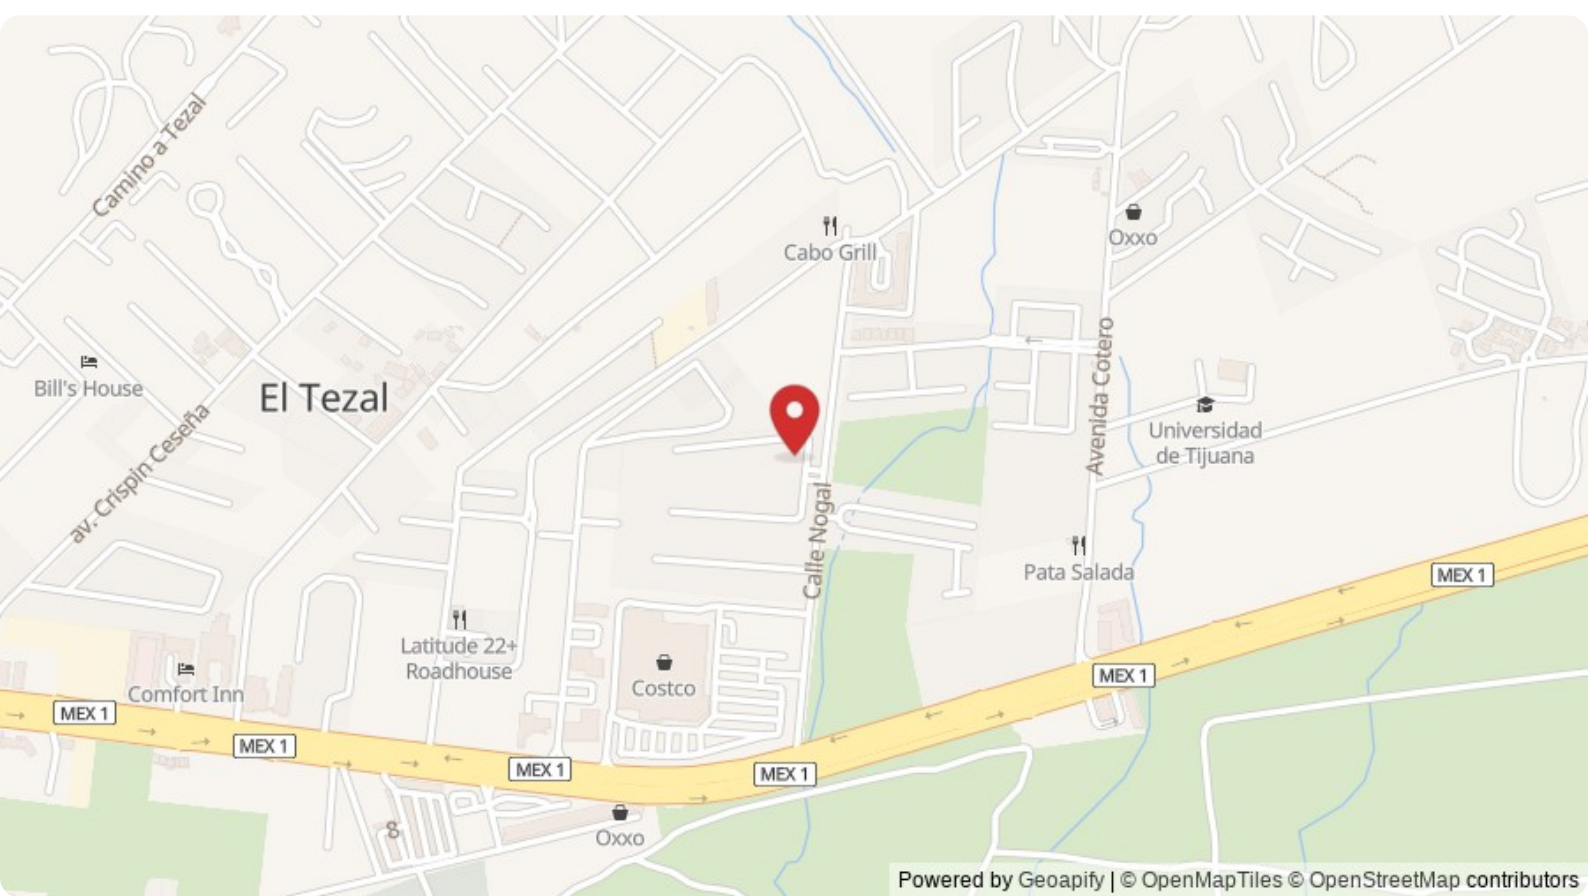 Camino a Tezal
Cabo Grill
Oxxo
Bill's House
El Tezal
av. Crispin Ceseña
Avenida Cotero
Universidad
de Tijuana
Calle Nogal
Pata Salada
MEX 1
Latitude 22+
Roadhouse
Costco
Comfort Inn
MEX 1
MEX 1
MEX 1
MEX 1
MEX 1
Oxxo
8
Powered by Geoapify | © OpenMapTiles © OpenStreetMap contributors